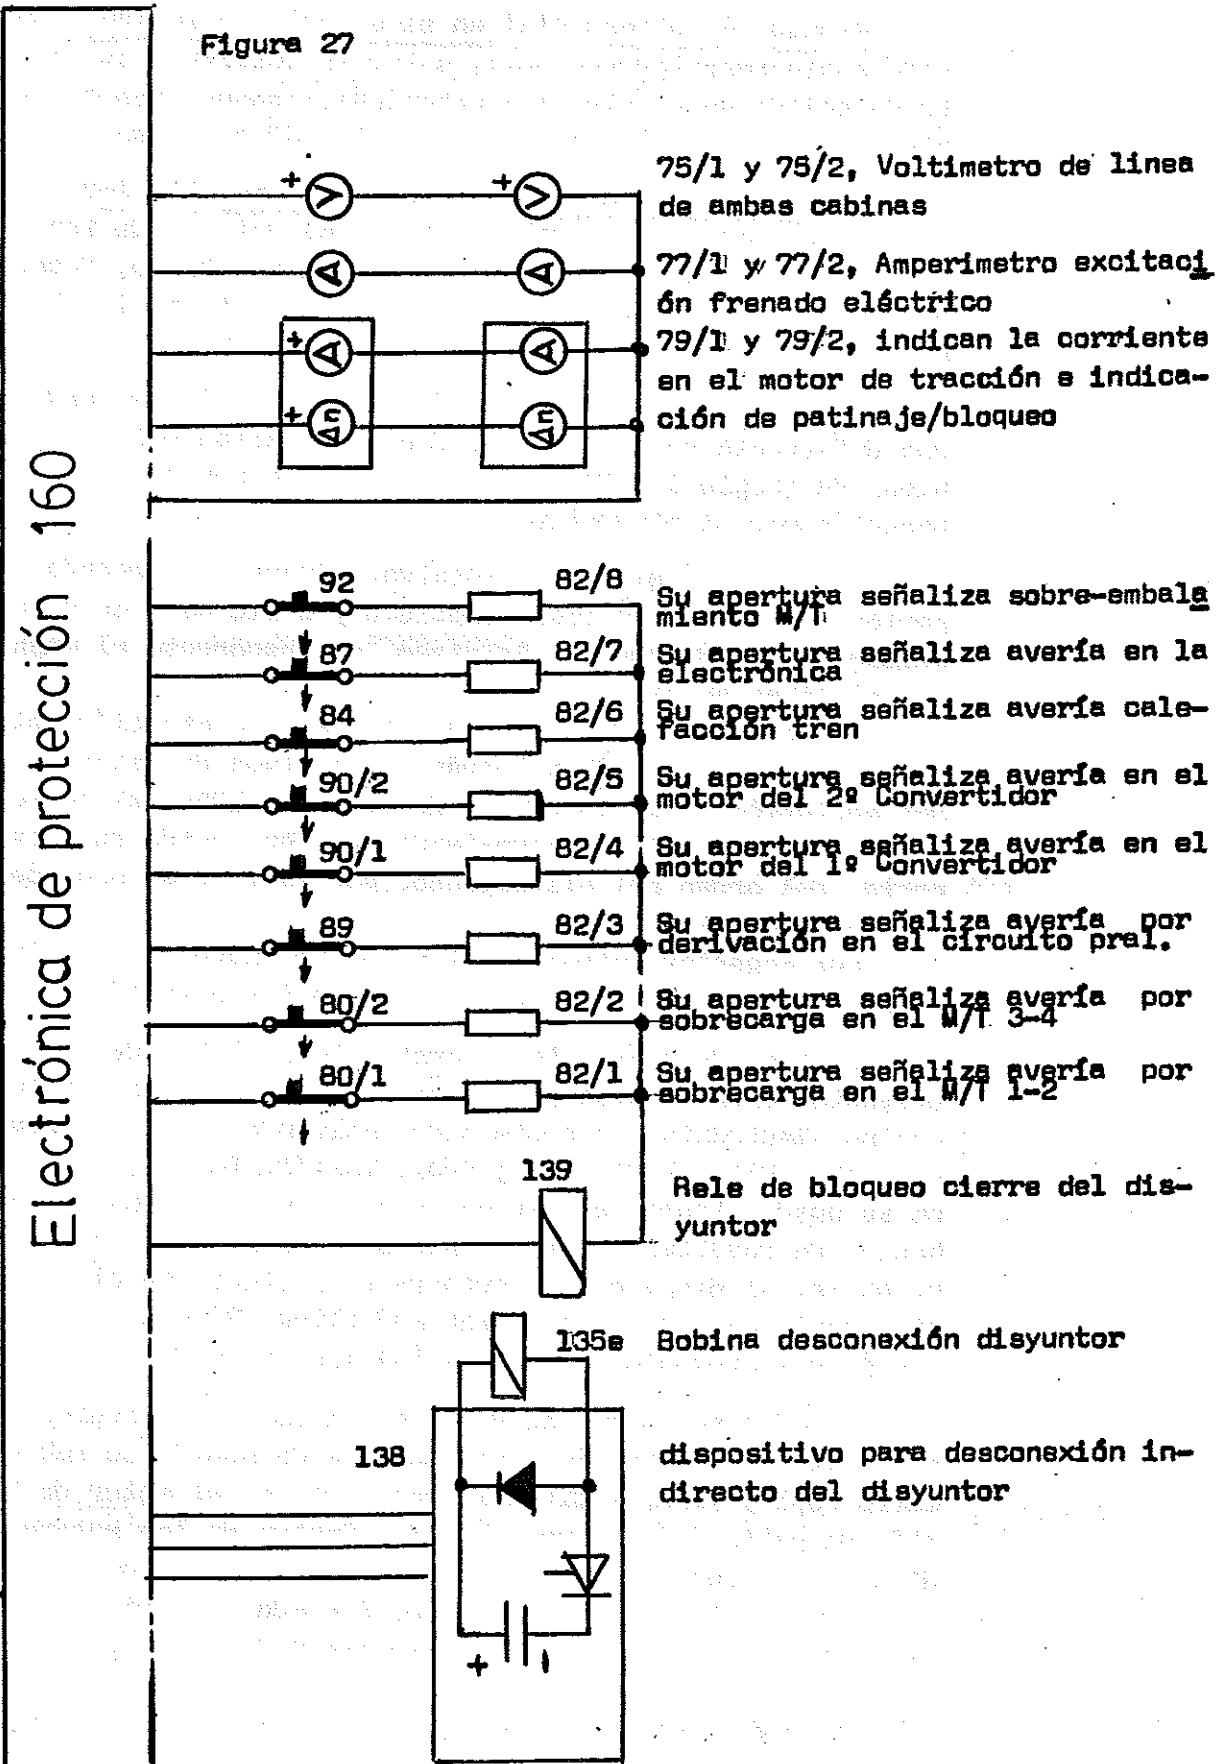 Figura 27
Electrónica de protección 160
+ V + V
75/1 y 75/2, Voltimetro de linea
de ambas cabinas
A A
77/1 y 77/2, Amperimetro excitaci
ón frenado eléctrico
+ A A
79/1 y 79/2, indican la corriente
en el motor de tracción e indica-
+ Δn Δn
ción de patinaje/bloqueo
92 82/8 Su apertura señaliza sobre-embala
miento M/T
87 82/7 Su apertura señaliza avería en la
electrónica
84 82/6 Su apertura señaliza avería cale-
facción tren
90/2 82/5 Su apertura señaliza avería en el
motor del 2º Convertidor
90/1 82/4 Su apertura señaliza avería en el
motor del 1º Convertidor
89 82/3 Su apertura señaliza avería por
derivación en el circuito pral.
80/2 82/2 Su apertura señaliza avería por
sobrecarga en el M/T 3-4
80/1 82/1 Su apertura señaliza avería por
sobrecarga en el M/T 1-2
139
Rele de bloqueo cierre del dis-
yuntor
135e Bobina desconexión disyuntor
138 dispositivo para desconexión in-
directo del disyuntor
+ -